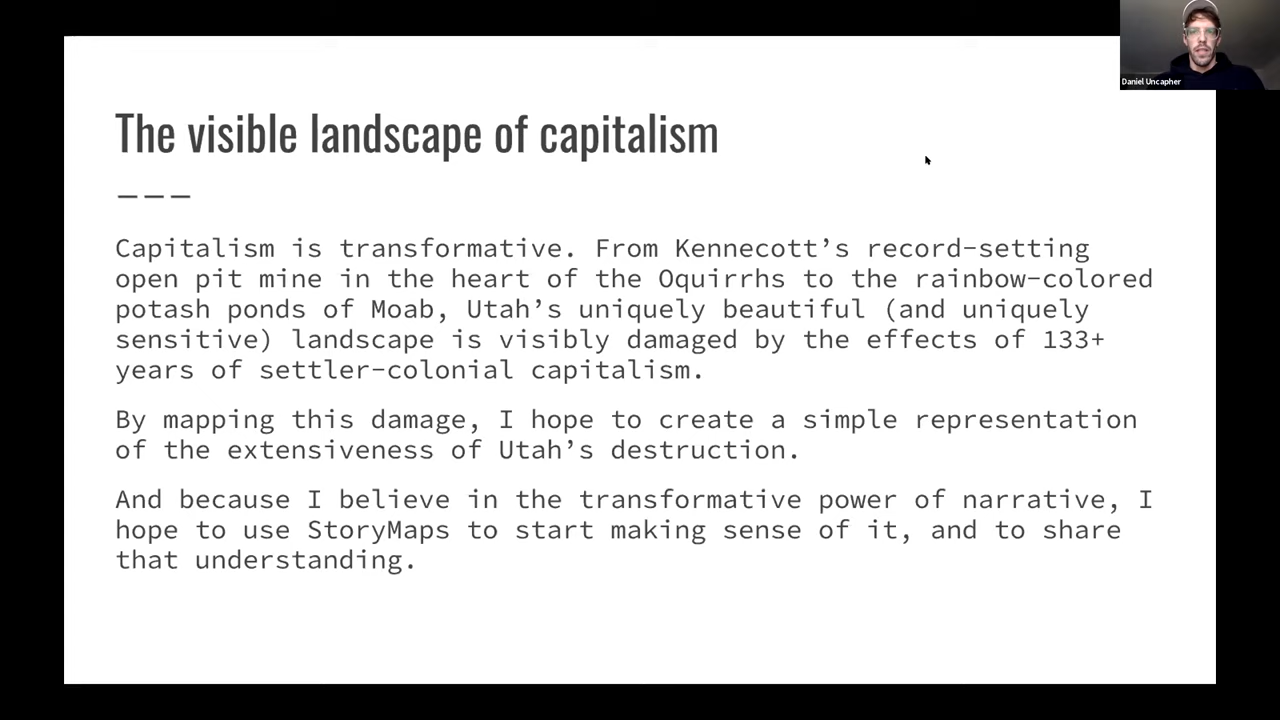 Daniel Uncapher
The visible landscape of capitalism
———
Capitalism is transformative. From Kennecott’s record-setting
open pit mine in the heart of the Oquirrhs to the rainbow-colored
potash ponds of Moab, Utah’s uniquely beautiful (and uniquely
sensitive) landscape is visibly damaged by the effects of 133+
years of settler-colonial capitalism.
By mapping this damage, I hope to create a simple representation
of the extensiveness of Utah’s destruction.
And because I believe in the transformative power of narrative, I
hope to use StoryMaps to start making sense of it, and to share
that understanding.